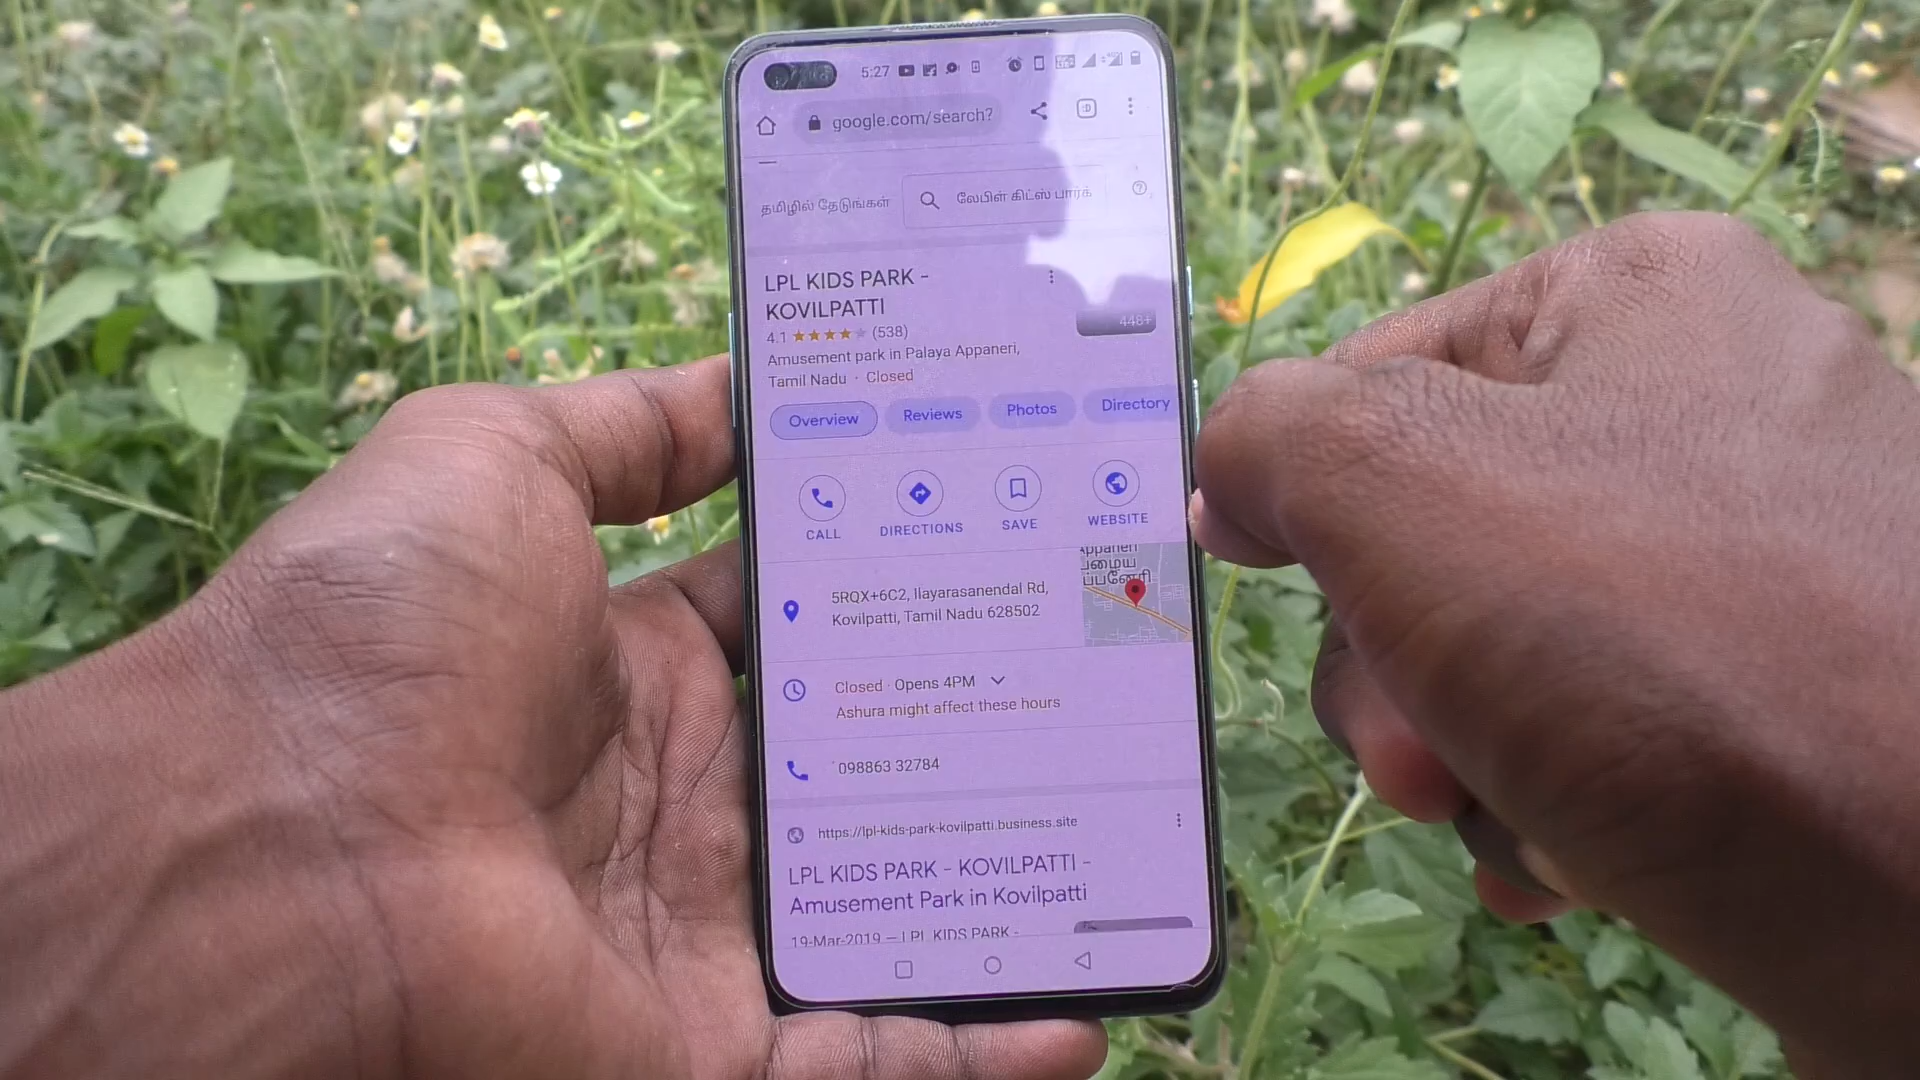 5:27
google.com/search?
தமிழில் தேடுங்கள்
லேபிள் கிட்ஸ் பார்க்
LPL KIDS PARK -
KOVILPATTI
448+
4.1 (538)
Amusement park in Palaya Appaneri,
Tamil Nadu · Closed
Overview Reviews Photos Directory
CALL DIRECTIONS SAVE WEBSITE
Appaneri
பழைய
ப்பனேரி
5RQX+6C2, Ilayarasanendal Rd,
Kovilpatti, Tamil Nadu 628502
Closed · Opens 4PM
Ashura might affect these hours
098863 32784
https://lpl-kids-park-kovilpatti.business.site
LPL KIDS PARK - KOVILPATTI -
Amusement Park in Kovilpatti
19-Mar-2019 — LPL KIDS PARK -